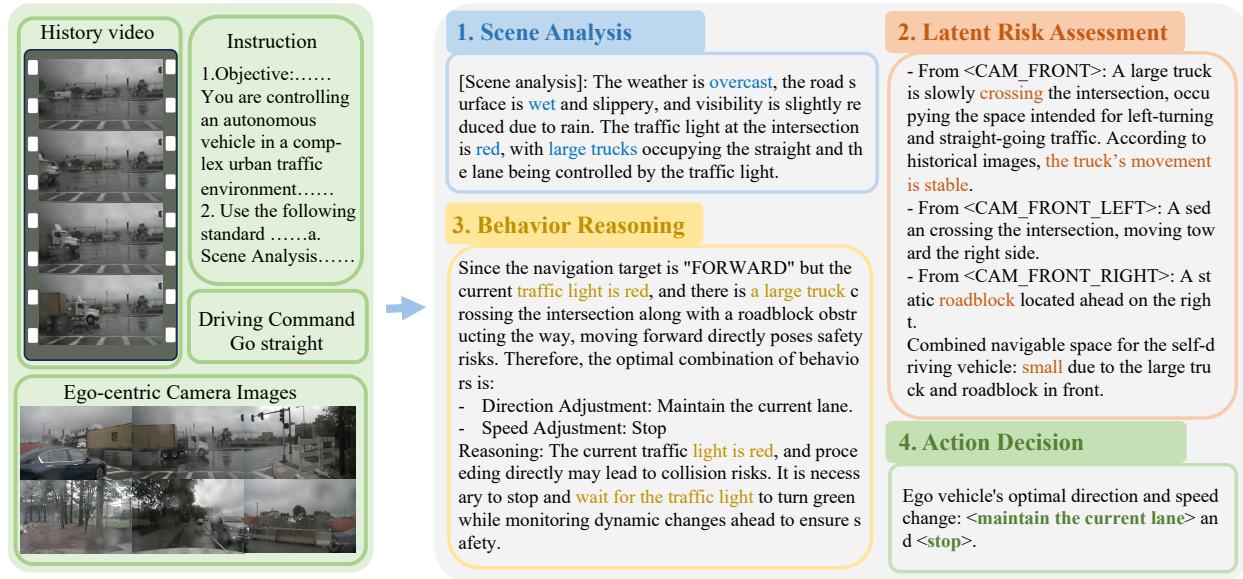 History video
Instruction
1.Objective:……
You are controlling
an autonomous
vehicle in a comp-
lex urban traffic
environment……
2. Use the following
standard ……a.
Scene Analysis……
Driving Command
Go straight
Ego-centric Camera Images
1. Scene Analysis
[Scene analysis]: The weather is overcast, the road s
urface is wet and slippery, and visibility is slightly re
duced due to rain. The traffic light at the intersection
is red, with large trucks occupying the straight and th
e lane being controlled by the traffic light.
2. Latent Risk Assessment
- From <CAM_FRONT>: A large truck
is slowly crossing the intersection, occu
pying the space intended for left-turning
and straight-going traffic. According to
historical images, the truck's movement
is stable.
- From <CAM_FRONT_LEFT>: A sed
an crossing the intersection, moving tow
ard the right side.
- From <CAM_FRONT_RIGHT>: A st
atic roadblock located ahead on the righ
t.
Combined navigable space for the self-d
riving vehicle: small due to the large tru
ck and roadblock in front.
3. Behavior Reasoning
Since the navigation target is "FORWARD" but the
current traffic light is red, and there is a large truck c
rossing the intersection along with a roadblock obstr
ucting the way, moving forward directly poses safety
risks. Therefore, the optimal combination of behavio
rs is:
- Direction Adjustment: Maintain the current lane.
- Speed Adjustment: Stop
Reasoning: The current traffic light is red, and proce
eding directly may lead to collision risks. It is necess
ary to stop and wait for the traffic light to turn green
while monitoring dynamic changes ahead to ensure s
afety.
4. Action Decision
Ego vehicle's optimal direction and speed
change: <maintain the current lane> an
d <stop>.